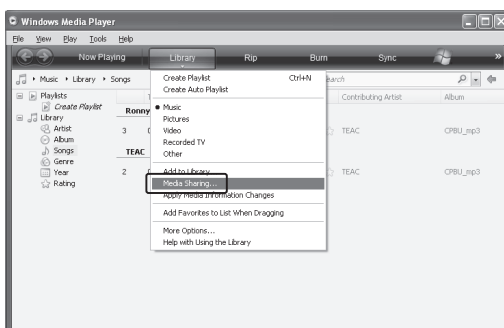 Windows Media Player
File View Play Tools Help
Now Playing Library Rip Burn Sync
Music Library Songs
Playlists
Create Playlist
Library
Artist
Album
Songs
Genre
Year
Rating
Ronny
3
TEAC
2
Create Playlist Ctrl+N
Create Auto Playlist
Music
Pictures
Video
Recorded TV
Other
Add to Library...
Media Sharing...
Apply Media Information Changes
Add Favorites to List When Dragging
More Options...
Help with Using the Library
Contributing Artist Album
TEAC CPBU_mp3
TEAC CPBU_mp3